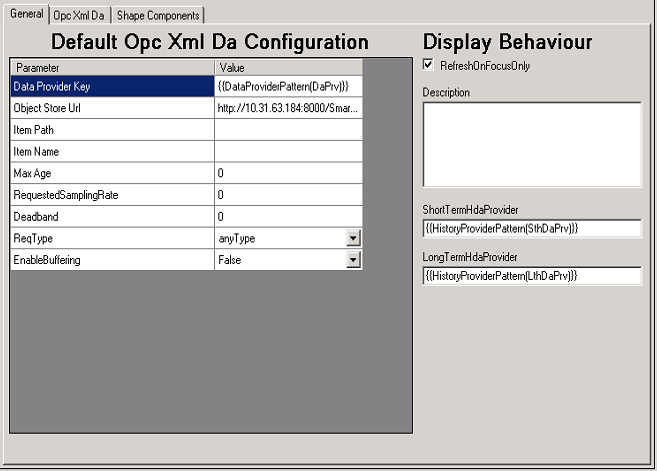 General Opc Xml Da Shape Components
Default Opc Xml Da Configuration
Parameter Value
Data Provider Key {{DataProviderPattern(DaPrv)}}
Object Store Url http://10.31.63.184:8000/Smar...
Item Path
Item Name
Max Age 0
RequestedSamplingRate 0
Deadband 0
ReqType anyType
EnableBuffering False
Display Behaviour
RefreshOnFocusOnly
Description
ShortTermHdaProvider
{{HistoryProviderPattern(SthDaPrv)}}
LongTermHdaProvider
{{HistoryProviderPattern(LthDaPrv)}}